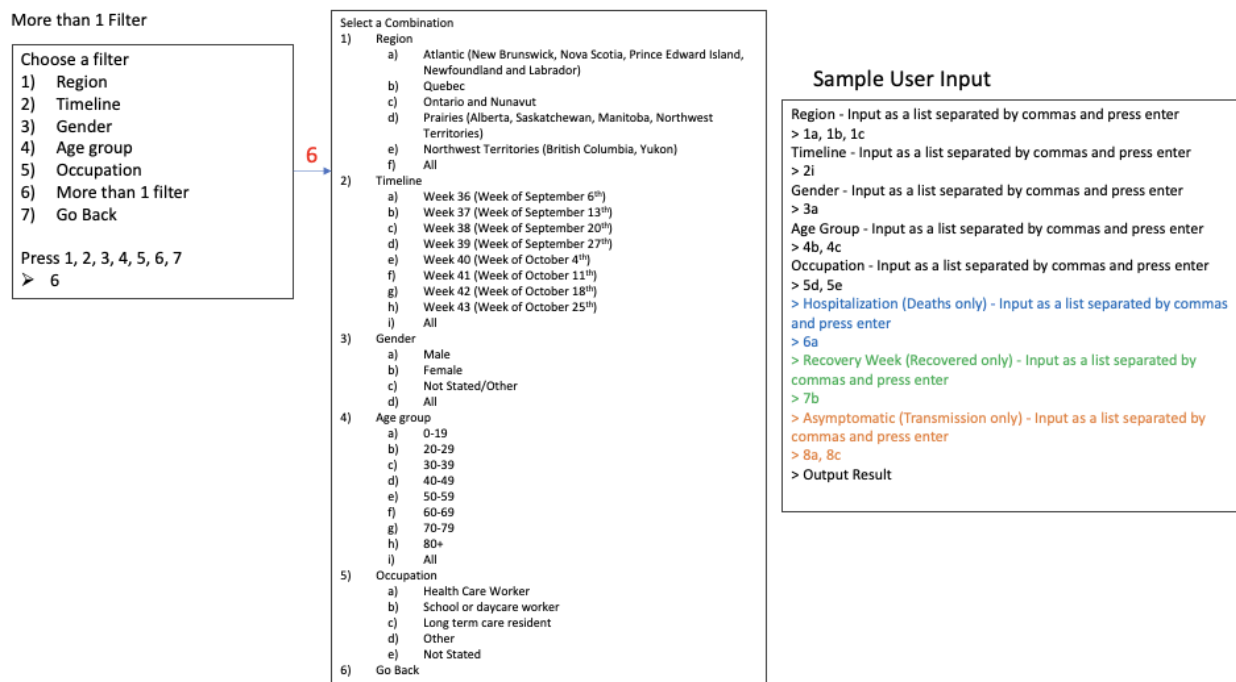 More than 1 Filter
Choose a filter
1) Region
2) Timeline
3) Gender
4) Age group
5) Occupation
6) More than 1 filter
7) Go Back
Press 1, 2, 3, 4, 5, 6, 7
➢ 6
6
Select a Combination
1) Region
a) Atlantic (New Brunswick, Nova Scotia, Prince Edward Island,
Newfoundland and Labrador)
b) Quebec
c) Ontario and Nunavut
d) Prairies (Alberta, Saskatchewan, Manitoba, Northwest
Territories)
e) Northwest Territories (British Columbia, Yukon)
f) All
2) Timeline
a) Week 36 (Week of September 6th)
b) Week 37 (Week of September 13th)
c) Week 38 (Week of September 20th)
d) Week 39 (Week of September 27th)
e) Week 40 (Week of October 4th)
f) Week 41 (Week of October 11th)
g) Week 42 (Week of October 18th)
h) Week 43 (Week of October 25th)
i) All
3) Gender
a) Male
b) Female
c) Not Stated/Other
d) All
4) Age group
a) 0-19
b) 20-29
c) 30-39
d) 40-49
e) 50-59
f) 60-69
g) 70-79
h) 80+
i) All
5) Occupation
a) Health Care Worker
b) School or daycare worker
c) Long term care resident
d) Other
e) Not Stated
6) Go Back
Sample User Input
Region - Input as a list separated by commas and press enter
> 1a, 1b, 1c
Timeline - Input as a list separated by commas and press enter
> 2i
Gender - Input as a list separated by commas and press enter
> 3a
Age Group - Input as a list separated by commas and press enter
> 4b, 4c
Occupation - Input as a list separated by commas and press enter
> 5d, 5e
> Hospitalization (Deaths only) - Input as a list separated by commas
and press enter
> 6a
> Recovery Week (Recovered only) - Input as a list separated by
commas and press enter
> 7b
> Asymptomatic (Transmission only) - Input as a list separated by
commas and press enter
> 8a, 8c
> Output Result